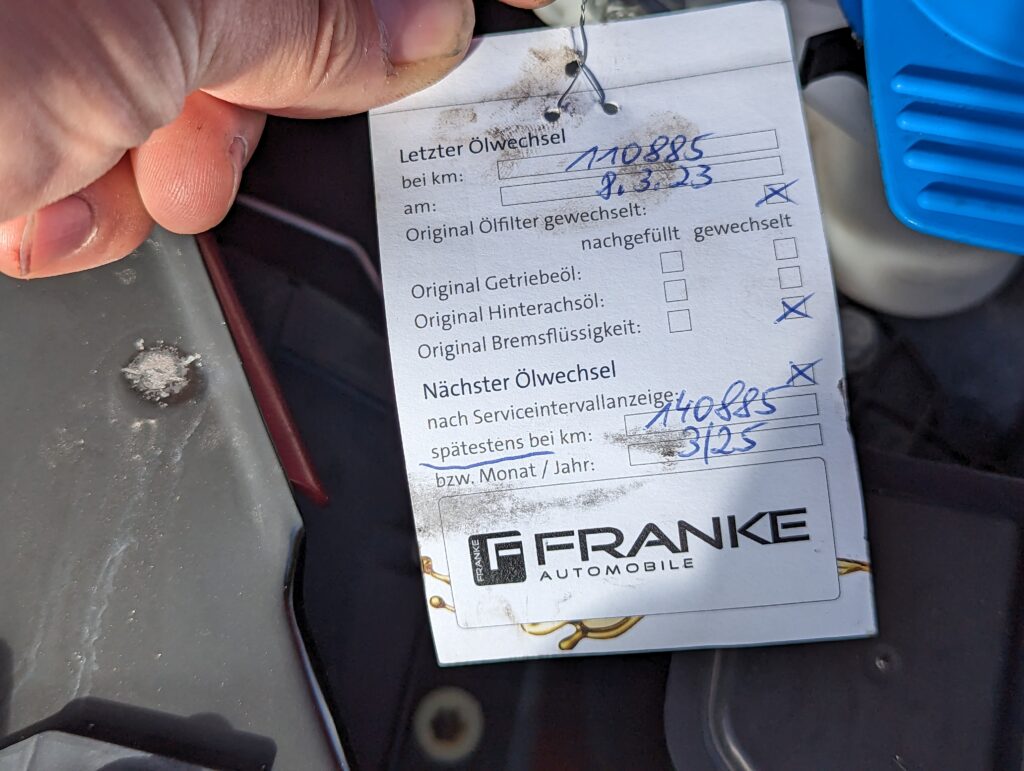 Letzter Ölwechsel
bei km: 110885
am: 8.3.23
Original Ölfilter gewechselt:
nachgefüllt gewechselt
Original Getriebeöl:
Original Hinterachsöl:
Original Bremsflüssigkeit:
Nächster Ölwechsel
nach Serviceintervallanzeige:
spätestens bei km: 140885
bzw. Monat / Jahr: 3/25
FRANKE
FRANKE
AUTOMOBILE